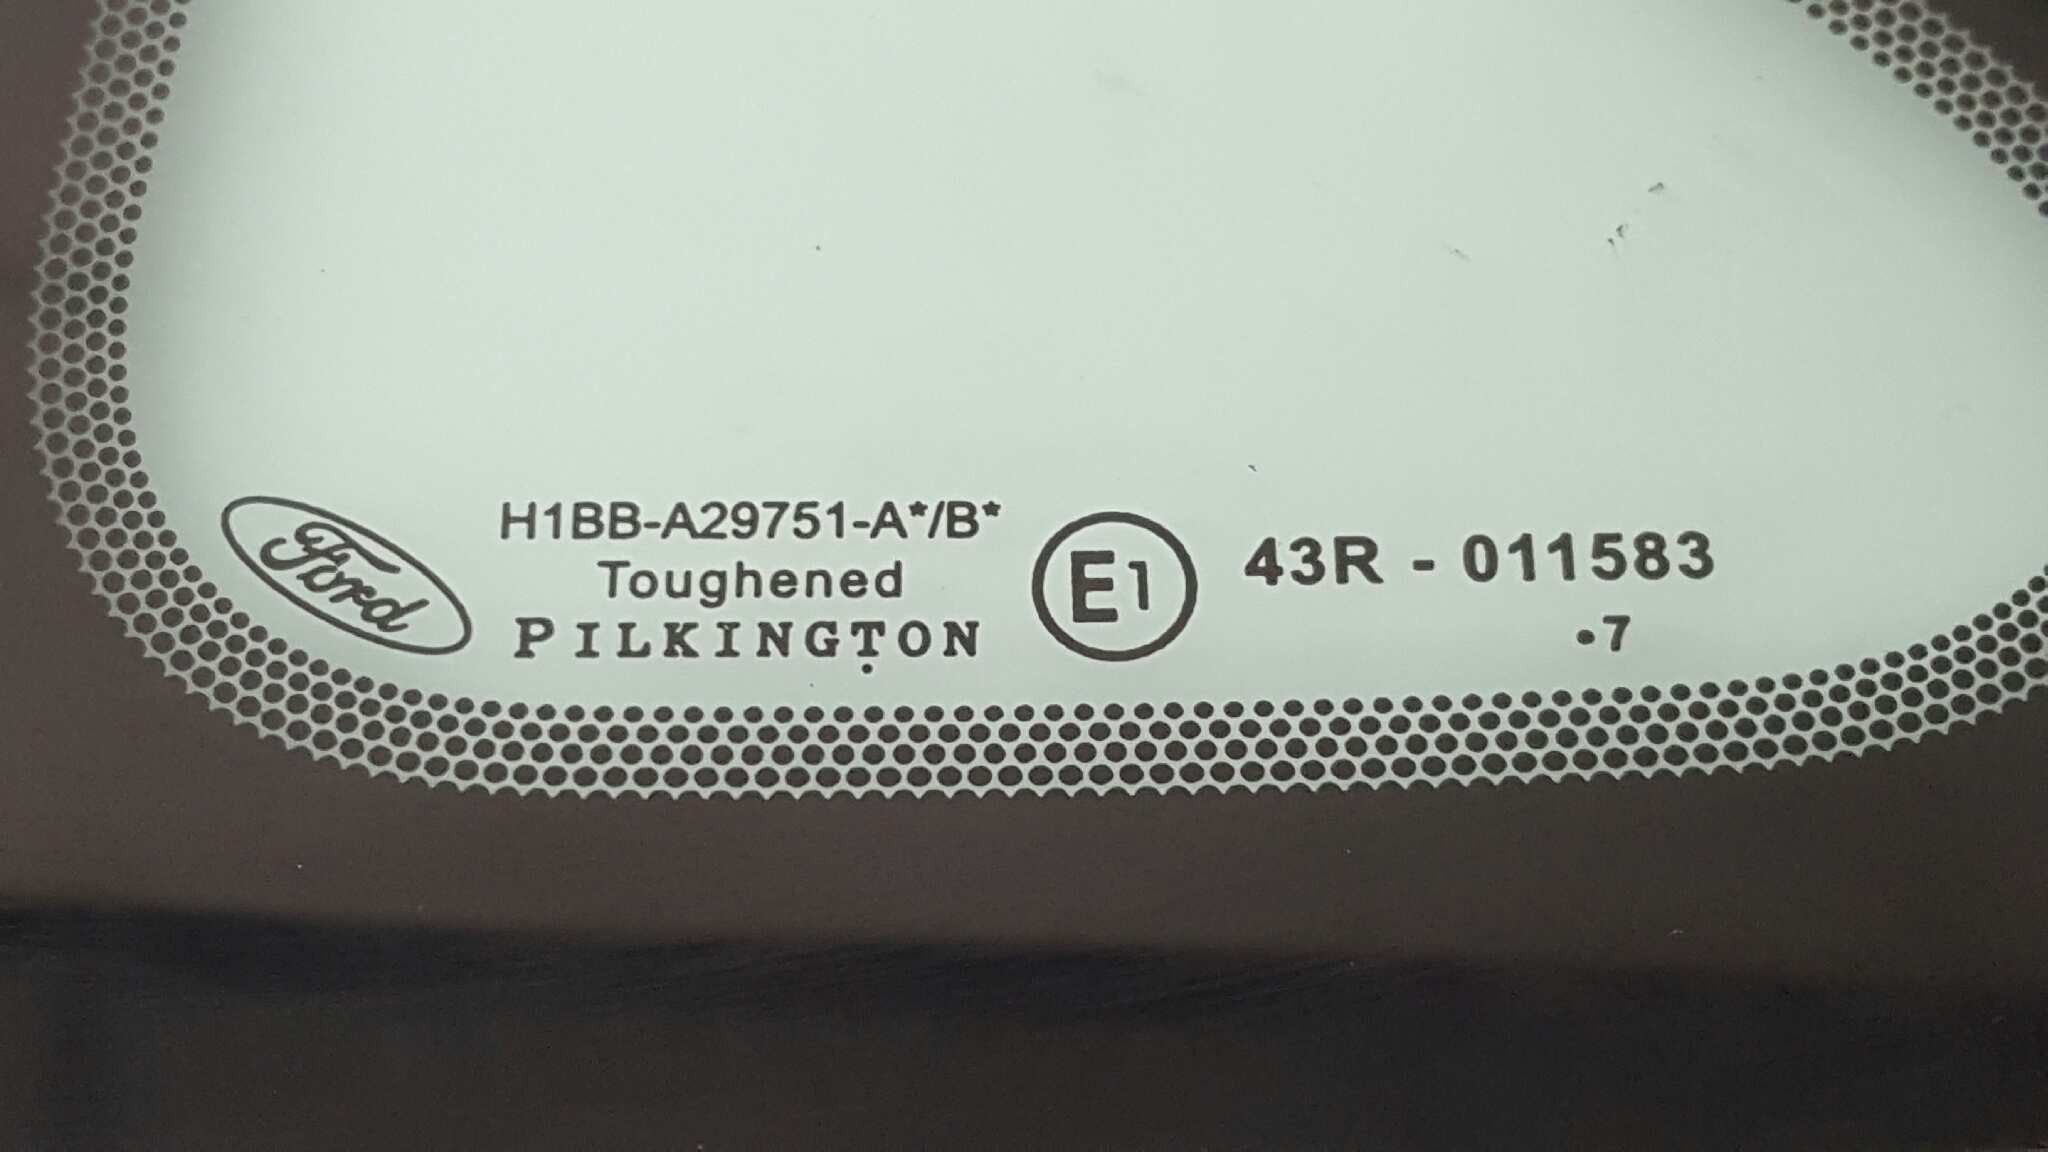 Ford
H1BB-A29751-A*/B*
Toughened
PILKINGTON
E1
43R - 011583
•7